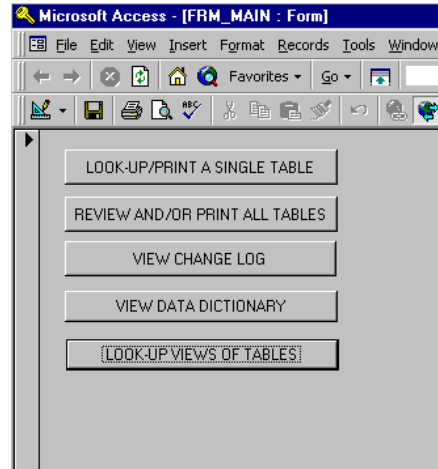 Microsoft Access - [FRM_MAIN : Form]
File Edit View Insert Format Records Tools Window
Favorites Go
ABC
LOOK-UP/PRINT A SINGLE TABLE
REVIEW AND/OR PRINT ALL TABLES
VIEW CHANGE LOG
VIEW DATA DICTIONARY
LOOK-UP VIEWS OF TABLES